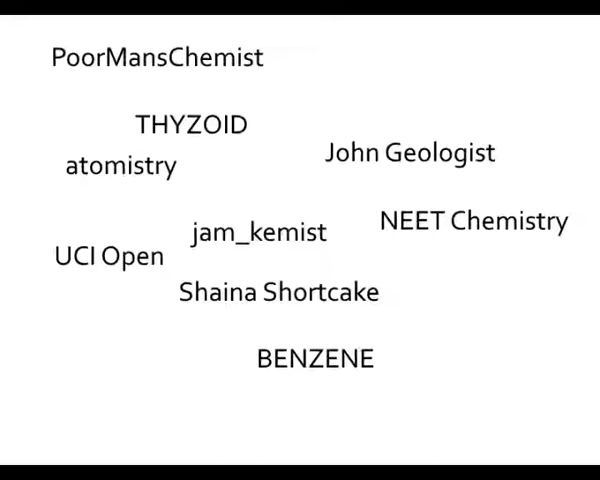 PoorMansChemist
THYZOID
John Geologist
atomistry
NEET Chemistry
jam_kemist
UCI Open
Shaina Shortcake
BENZENE